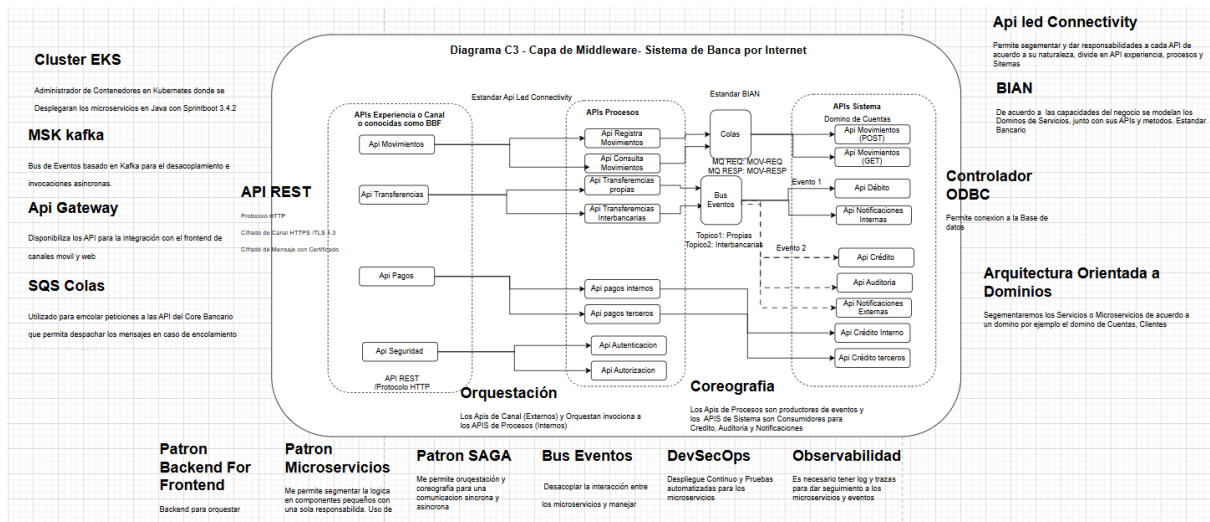 Api led Connectivity
Permite segementar y dar responsabilidades a cada API de
acuerdo a su naturaleza, divide en API experiencia, procesos y
Sitemas
Diagrama C3 - Capa de Middleware- Sistema de Banca por Internet
Cluster EKS
Administrador de Contenedores en Kubernetes donde se
Desplegaran los microservicios en Java con Sprintboot 3.4.2
MSK kafka
Bus de Eventos basado en Kafka para el desacoplamiento e
invocaciones asincronas.
Api Gateway
Disponibiliza los API para la integración con el frontend de
canales movil y web
SQS Colas
Utilizado para emcolar peticiones a las API del Core Bancario
que permita despachar los mensajes en caso de encolamiento
API REST
Protocolo HTTP
Cifrado de Canal HTTPS /TLS 4.3
Cifrado de Mensaje con Certificado
Estandar Api Led Connectivity
Estandar BIAN
APIs Experiencia o Canal
o conocidas como BBF
Api Movimientos
Api Transferencias
Api Pagos
Api Seguridad
API REST
/Protocolo HTTP
APIs Procesos
Api Registra
Movimientos
Api Consulta
Movimientos
Api Transferemcias
propias
Api Transferemcias
Interbancarias
Api pagos internos
Api pagos terceros
Api Autenticacion
Api Autorizacion
Colas
MQ REQ: MOV-REQ
MQ RESP: MOV-RESP
Bus
Eventos
Topico1: Propias
Topico2: Interbancarias
Evento 1
Evento 2
APIs Sistema
Domino de Cuentas
Api Movimientos
(POST)
Api Movimientos
(GET)
Api Débito
Api Notificaciones
Internas
Api Crédito
Api Auditoria
Api Notificaciones
Externas
Api Crédito Interno
Api Crédito terceros
BIAN
De acuerdo a las capacidades del negocio se modelan los
Dominos de Servicios, junto con sus APIs y metodos. Estandar
Bancario
Controlador
ODBC
Permite conexion a la Base de
datos
Arquitectura Orientada a
Dominios
Segementaremos los Servicios o Microservicios de acuerdo a
un domino por ejemplo el domino de Cuentas, Clientes
Orquestación
Los Apis de Canal (Externos) y Orquestan invociona a
los APIS de Procesos (Internos)
Coreografia
Los Apis de Procesos son productores de eventos y
los APIS de Sistema son Consumidores para
Credito, Auditoria y Notificaciones
Patron
Backend For
Frontend
Backend para orquestar
Patron
Microservicios
Me permite segmentar la logica
en componentes pequeños con
una sola responsabilida. Uso de
Patron SAGA
Me permite oruqestación y
coreografia para una
comunicacion sincrona y
asincrona
Bus Eventos
Desacoplar la interacción entre
los microservicios y manejar
DevSecOps
Despliegue Continuo y Pruebas
automatizadas para los
microservicios
Observabilidad
Es necesario tener log y trazas
para dar seguimiento a los
microservicios y eventos